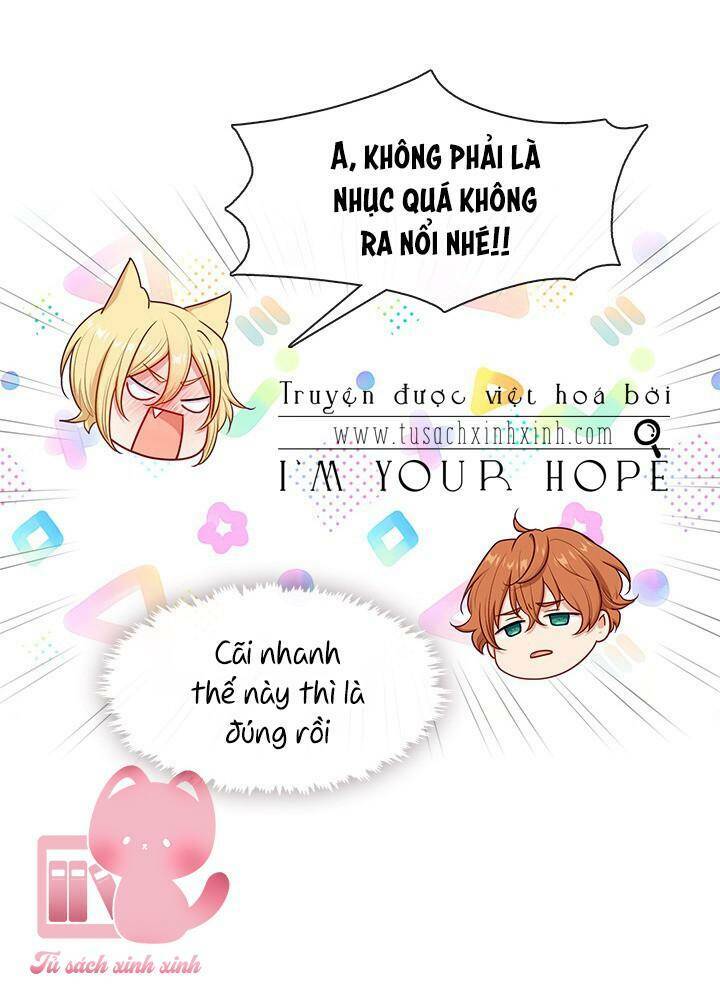 A, KHÔNG PHẢI LÀ
NHỤC QUÁ KHÔNG
RA NỔI NHÉ!!
Truyện được việt hoá bởi
www.tusachxinhxinh.com
I'M YOUR HOPE
Cãi nhanh
thế này thì là
đúng rồi
Tủ sách xinh xinh